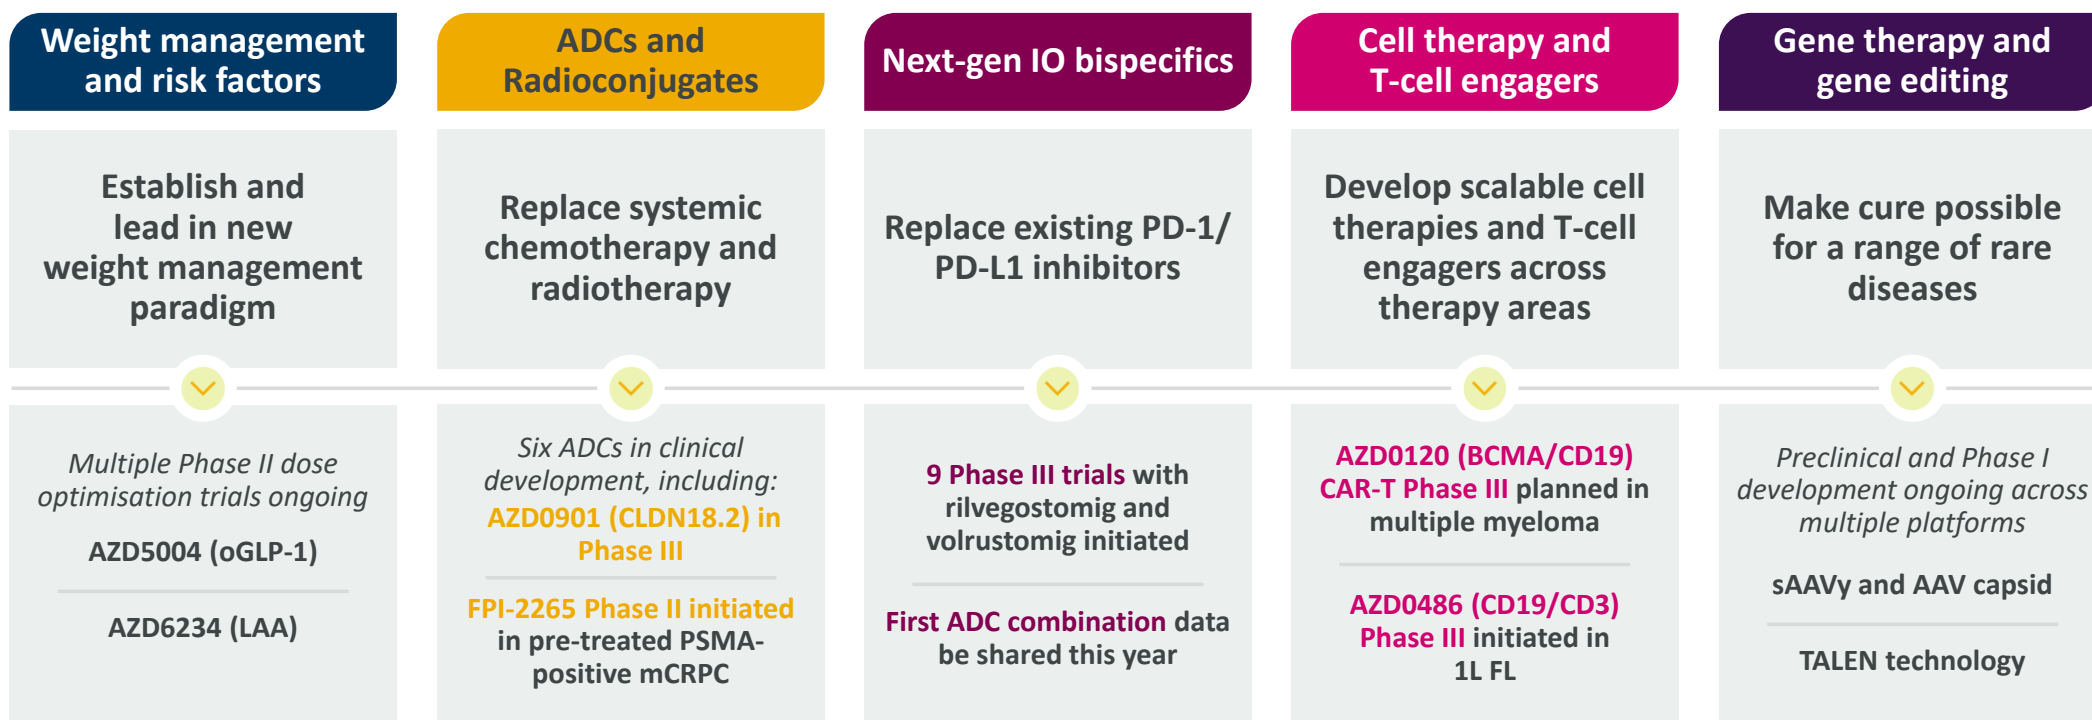 Weight management
and risk factors
Establish and
lead in new
weight management
paradigm
Multiple Phase II dose
optimisation trials ongoing
AZD5004 (oGLP-1)
AZD6234 (LAA)
ADCs and
Radioconjugates
Replace systemic
chemotherapy and
radiotherapy
Six ADCs in clinical
development, including:
AZD0901 (CLDN18.2) in
Phase III
FPI-2265 Phase II initiated
in pre-treated PSMA-
positive mCRPC
Next-gen IO bispecifics
Replace existing PD-1/
PD-L1 inhibitors
9 Phase III trials with
rilvegostomig and
volrustomig initiated
First ADC combination data
be shared this year
Cell therapy and
T-cell engagers
Develop scalable cell
therapies and T-cell
engagers across
therapy areas
AZD0120 (BCMA/CD19)
CAR-T Phase III planned in
multiple myeloma
AZD0486 (CD19/CD3)
Phase III initiated in
1L FL
Gene therapy and
gene editing
Make cure possible
for a range of rare
diseases
Preclinical and Phase I
development ongoing across
multiple platforms
sAAVy and AAV capsid
TALEN technology